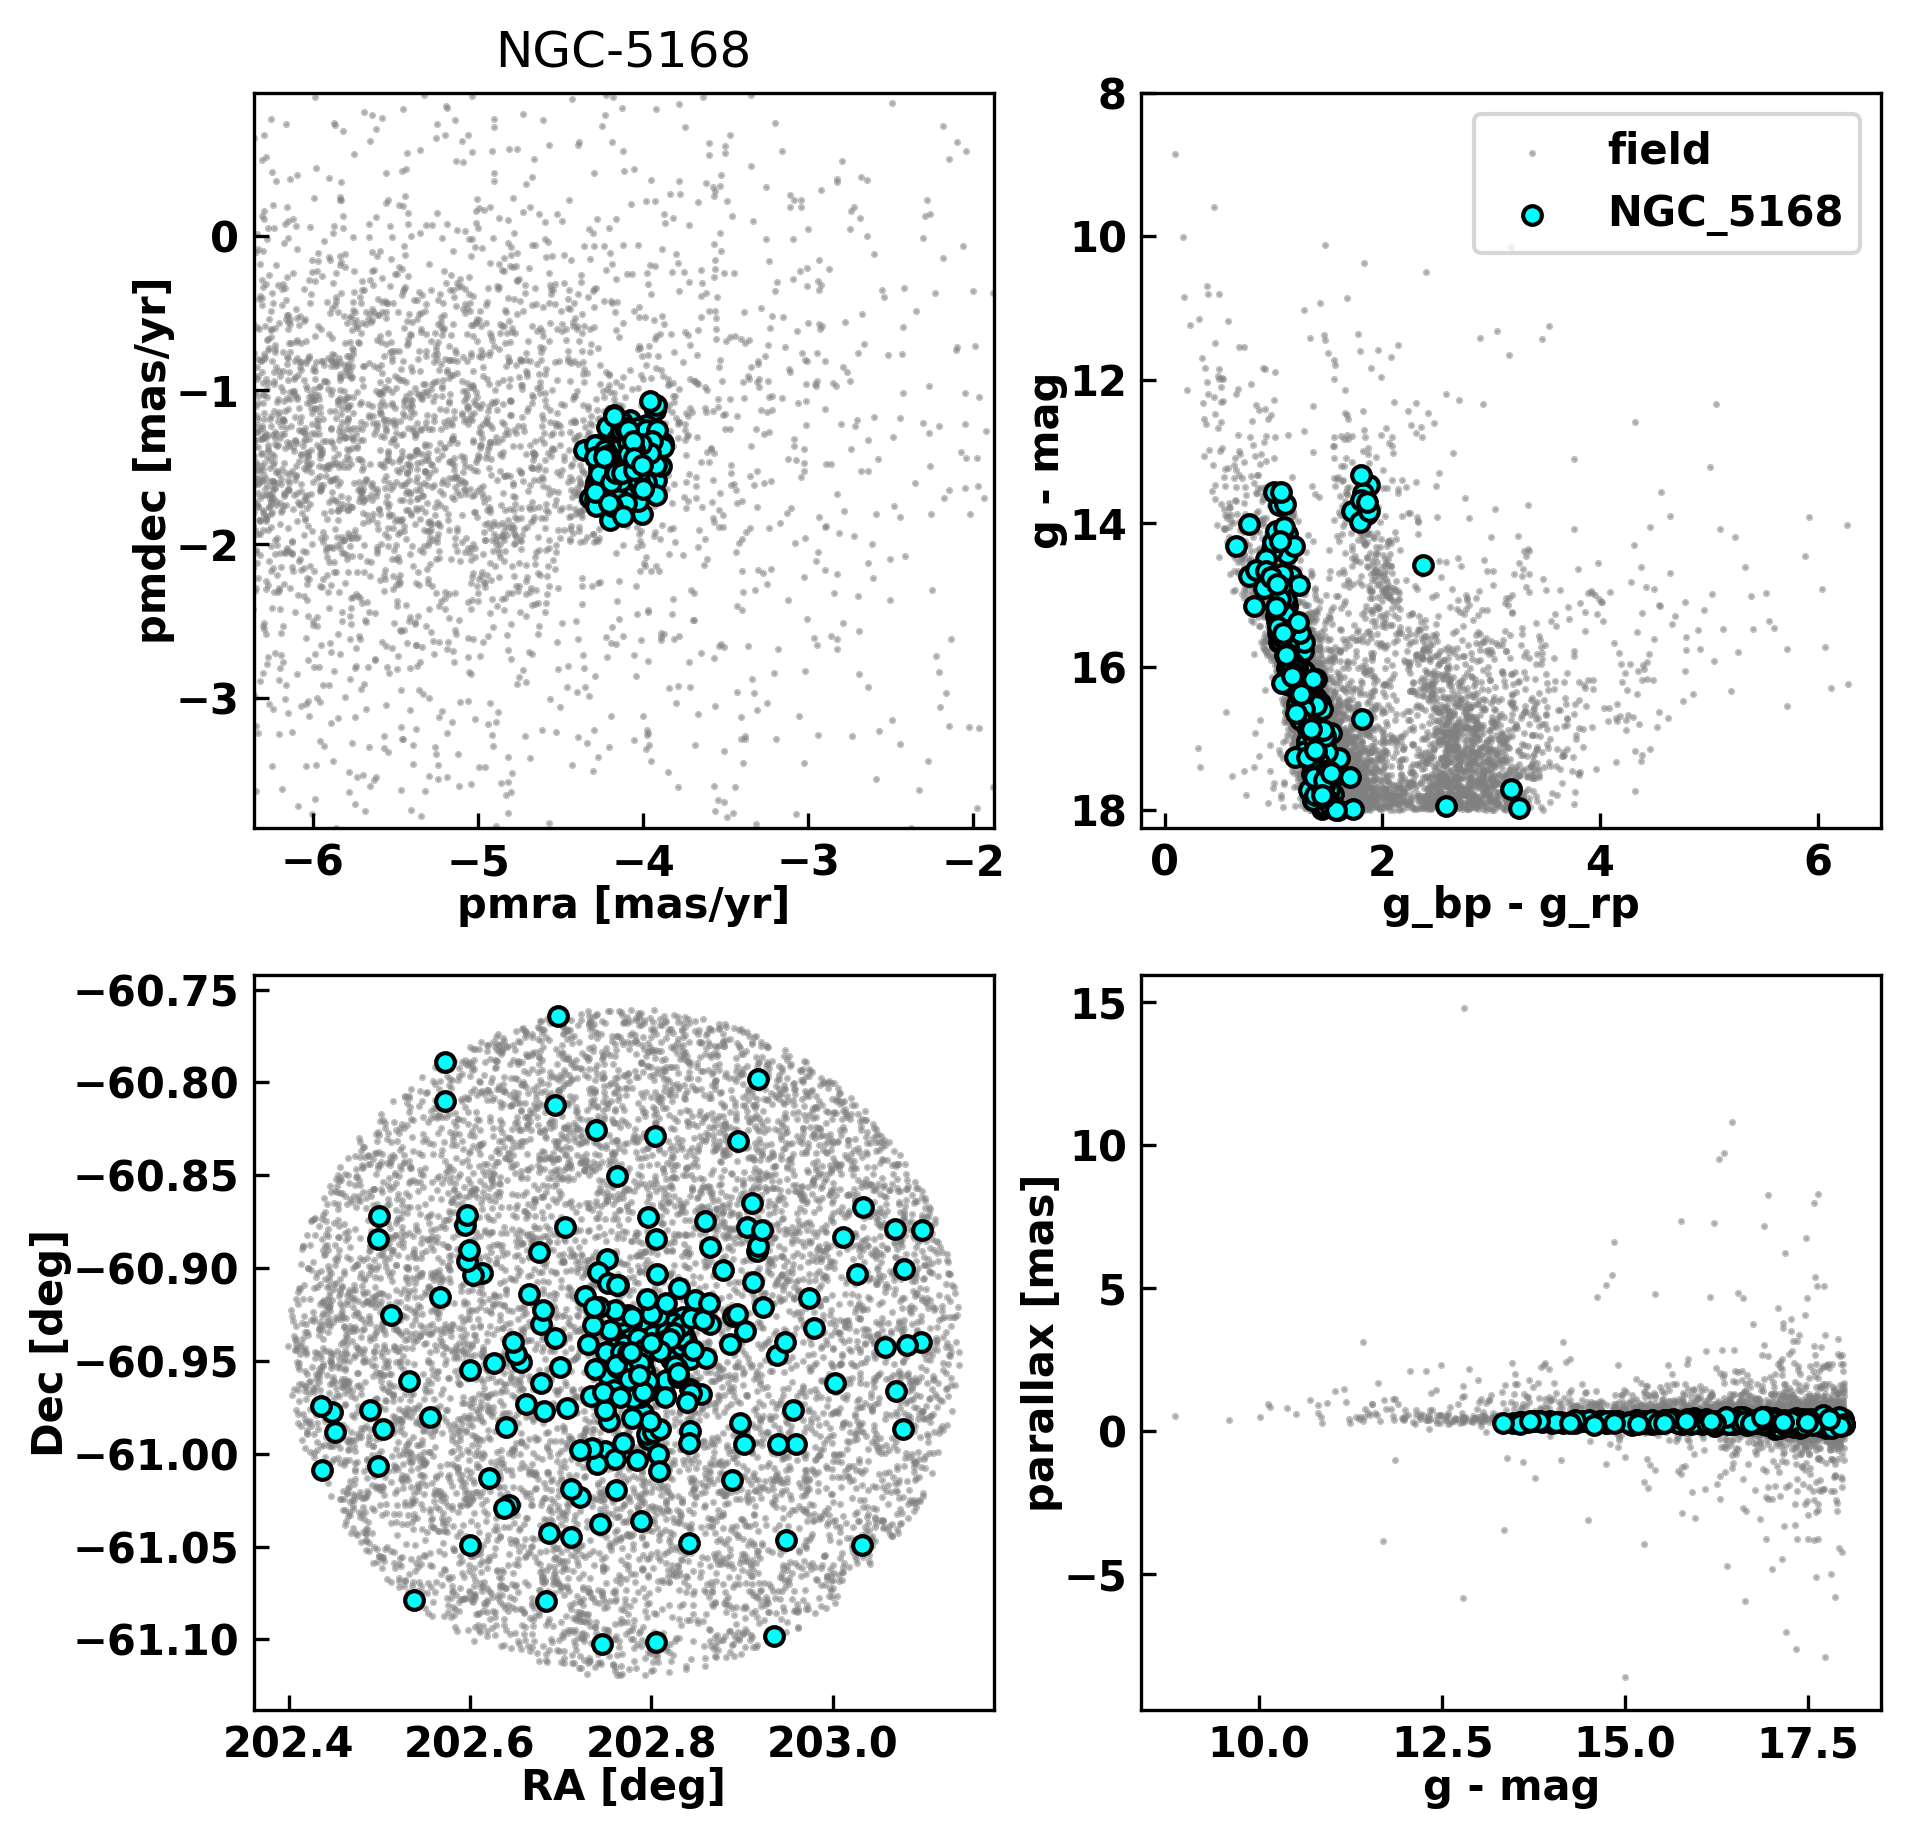 NGC-5168
0
−1
−2
−3
pmdec [mas/yr]
−6 −5 −4 −3 −2
pmra [mas/yr]
8
10
12
14
16
18
g - mag
field
NGC_5168
0 2 4 6
g_bp - g_rp
−60.75
−60.80
−60.85
−60.90
−60.95
−61.00
−61.05
−61.10
Dec [deg]
202.4 202.6 202.8 203.0
RA [deg]
15
10
5
0
−5
parallax [mas]
10.0 12.5 15.0 17.5
g - mag